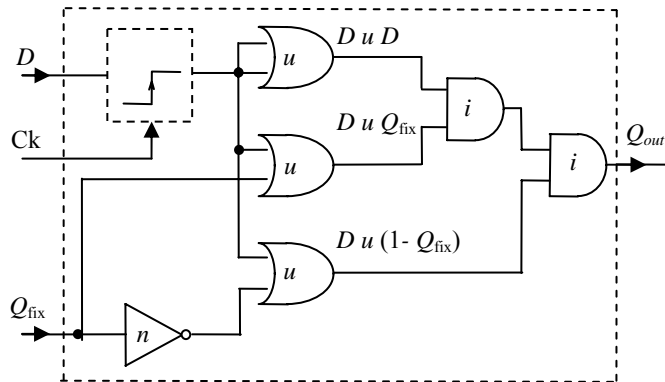 D
Ck
Q_fix
u
D u D
u
D u Q_fix
u
D u (1- Q_fix)
n
i
i
Q_out